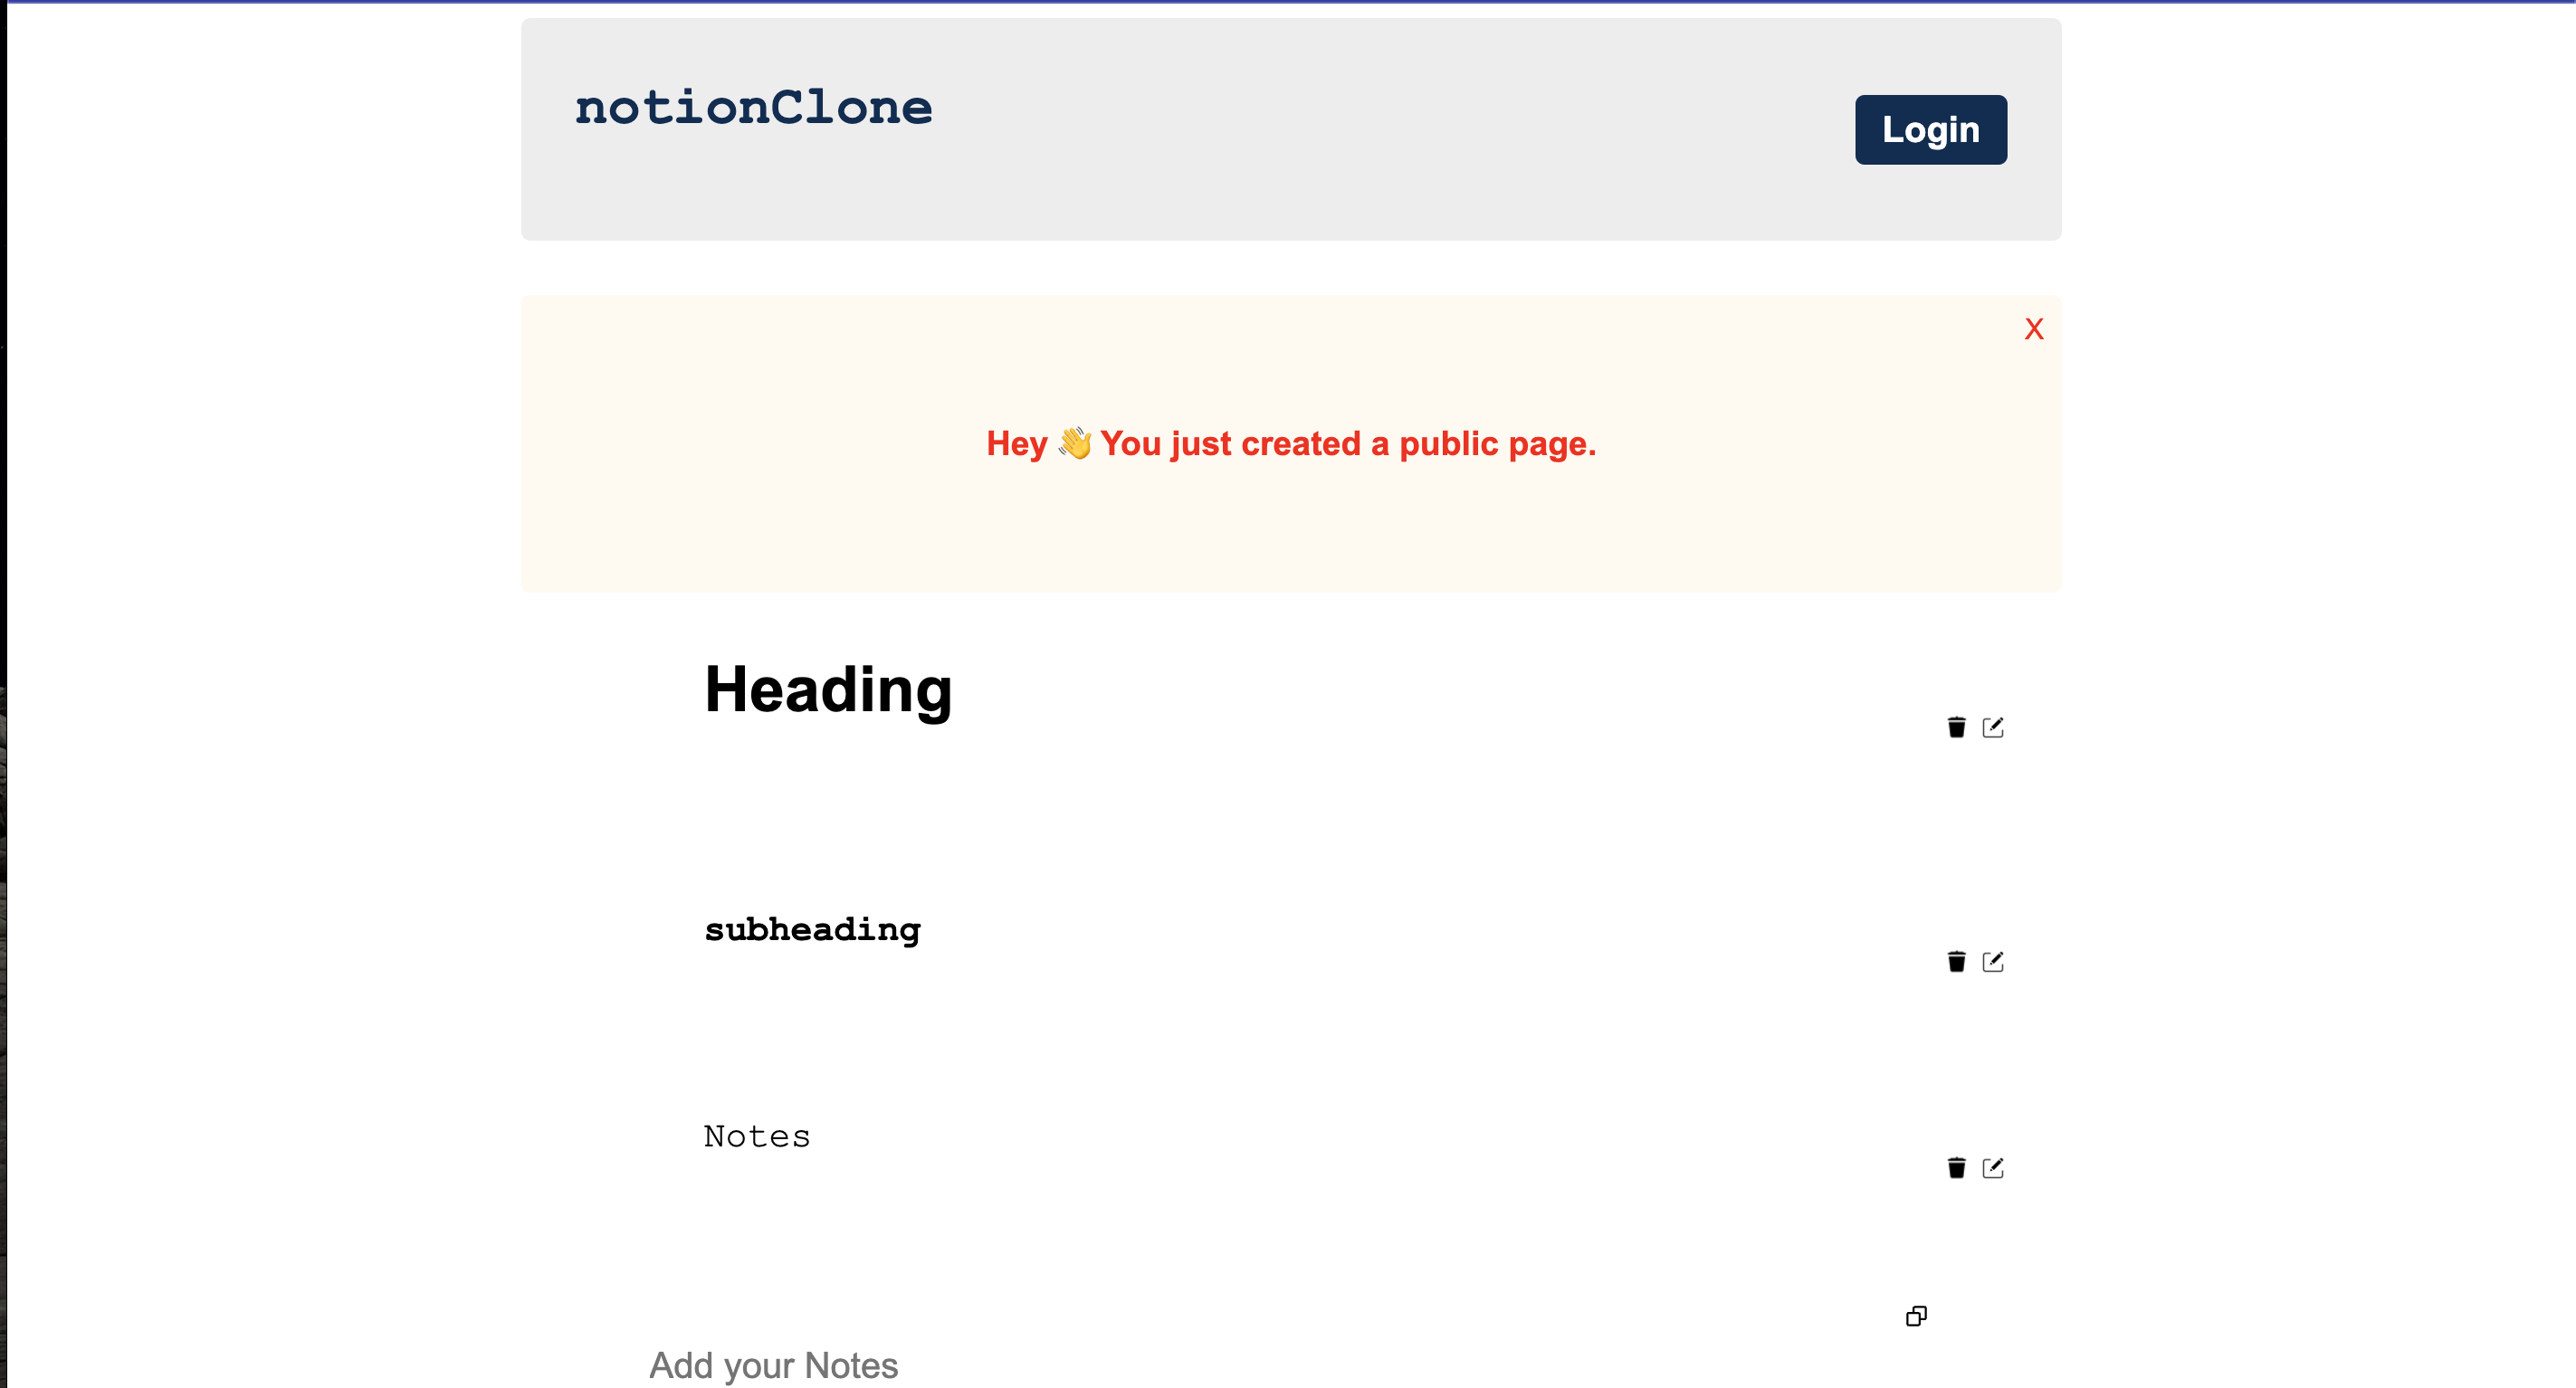 notionClone
Login
X
Hey 👋 You just created a public page.
Heading
subheading
Notes
Add your Notes